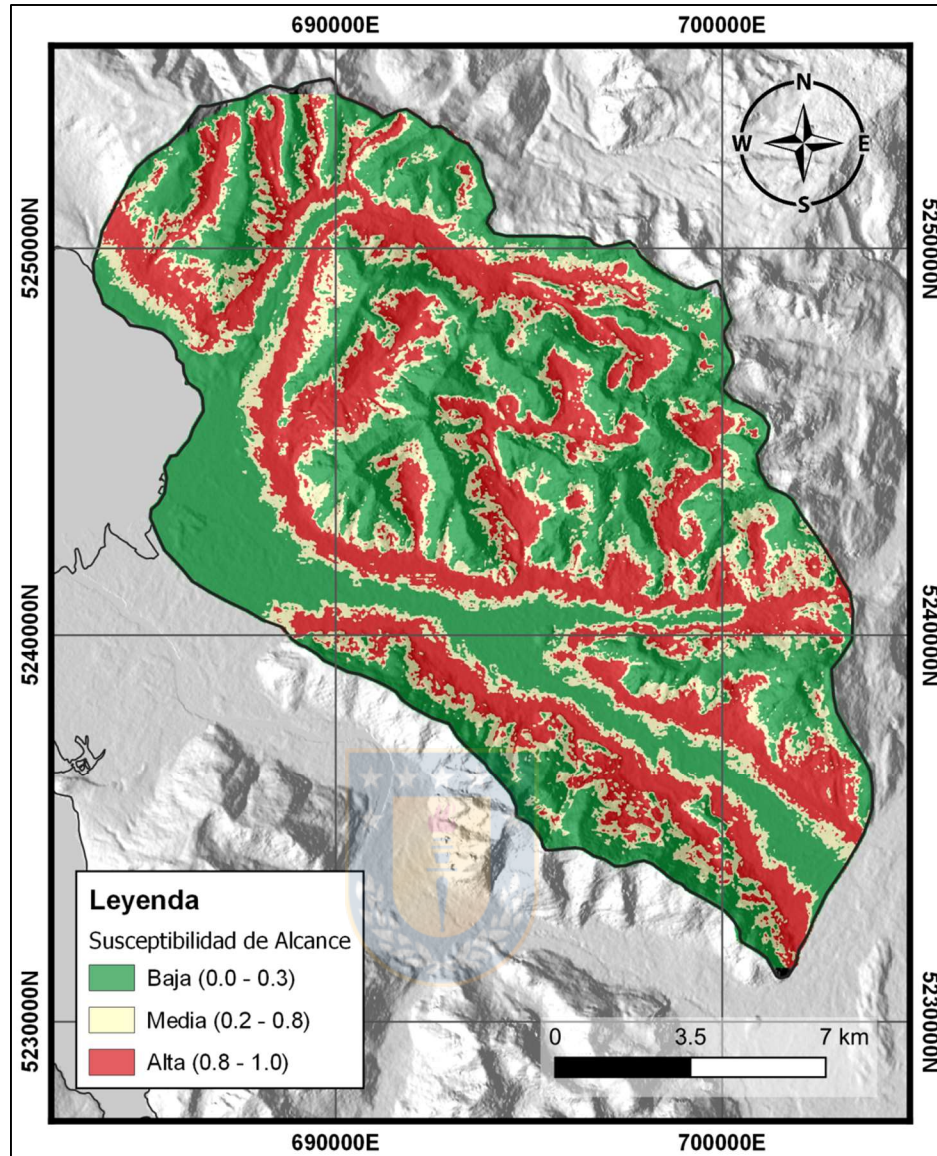 690000E 700000E
N
W E
S
5250000N 5250000N
5240000N 5240000N
5230000N 5230000N
Leyenda
Susceptibilidad de Alcance
Baja (0.0 - 0.3)
Media (0.2 - 0.8)
Alta (0.8 - 1.0)
0 3.5 7 km
690000E 700000E